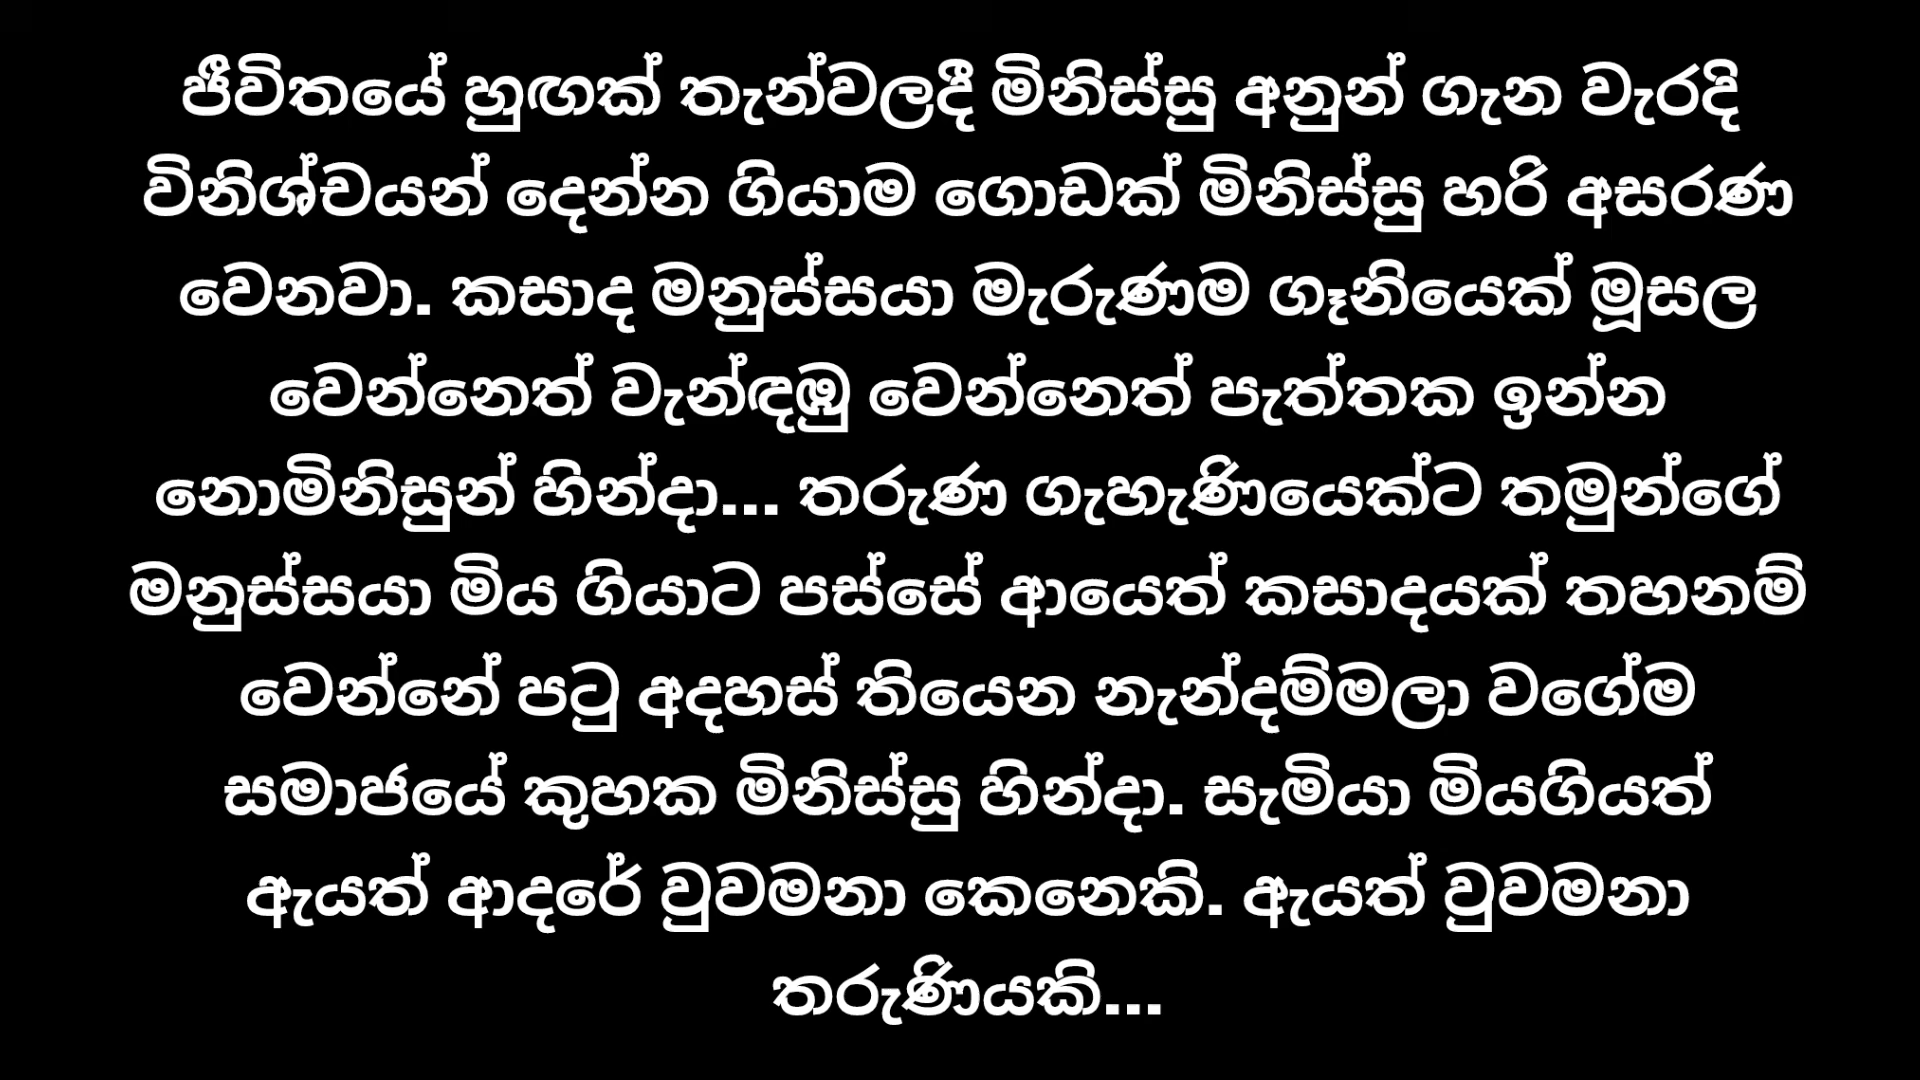 ජීවිතයේ හුඟක් තැන්වලදී මිනිස්සු අනුන් ගැන වැරදි
විනිශ්චයන් දෙන්න ගියාම ගොඩක් මිනිස්සු හරි අසරණ
වෙනවා. කසාද මනුස්සයා මැරුණම ගෑනියෙක් මූසල
වෙන්නෙත් වැන්ඳඹු වෙන්නෙත් පැත්තක ඉන්න
නොමිනිසුන් හින්දා... තරුණ ගැහැණියෙක්ට තමුන්ගේ
මනුස්සයා මිය ගියාට පස්සේ ආයෙත් කසාදයක් තහනම්
වෙන්නේ පටු අදහස් තියෙන නැන්දම්මලා වගේම
සමාජයේ කුහක මිනිස්සු හින්දා. සැමියා මියගියත්
ඇයත් ආදරේ වුවමනා කෙනෙකි. ඇයත් වුවමනා
තරුණියකි...